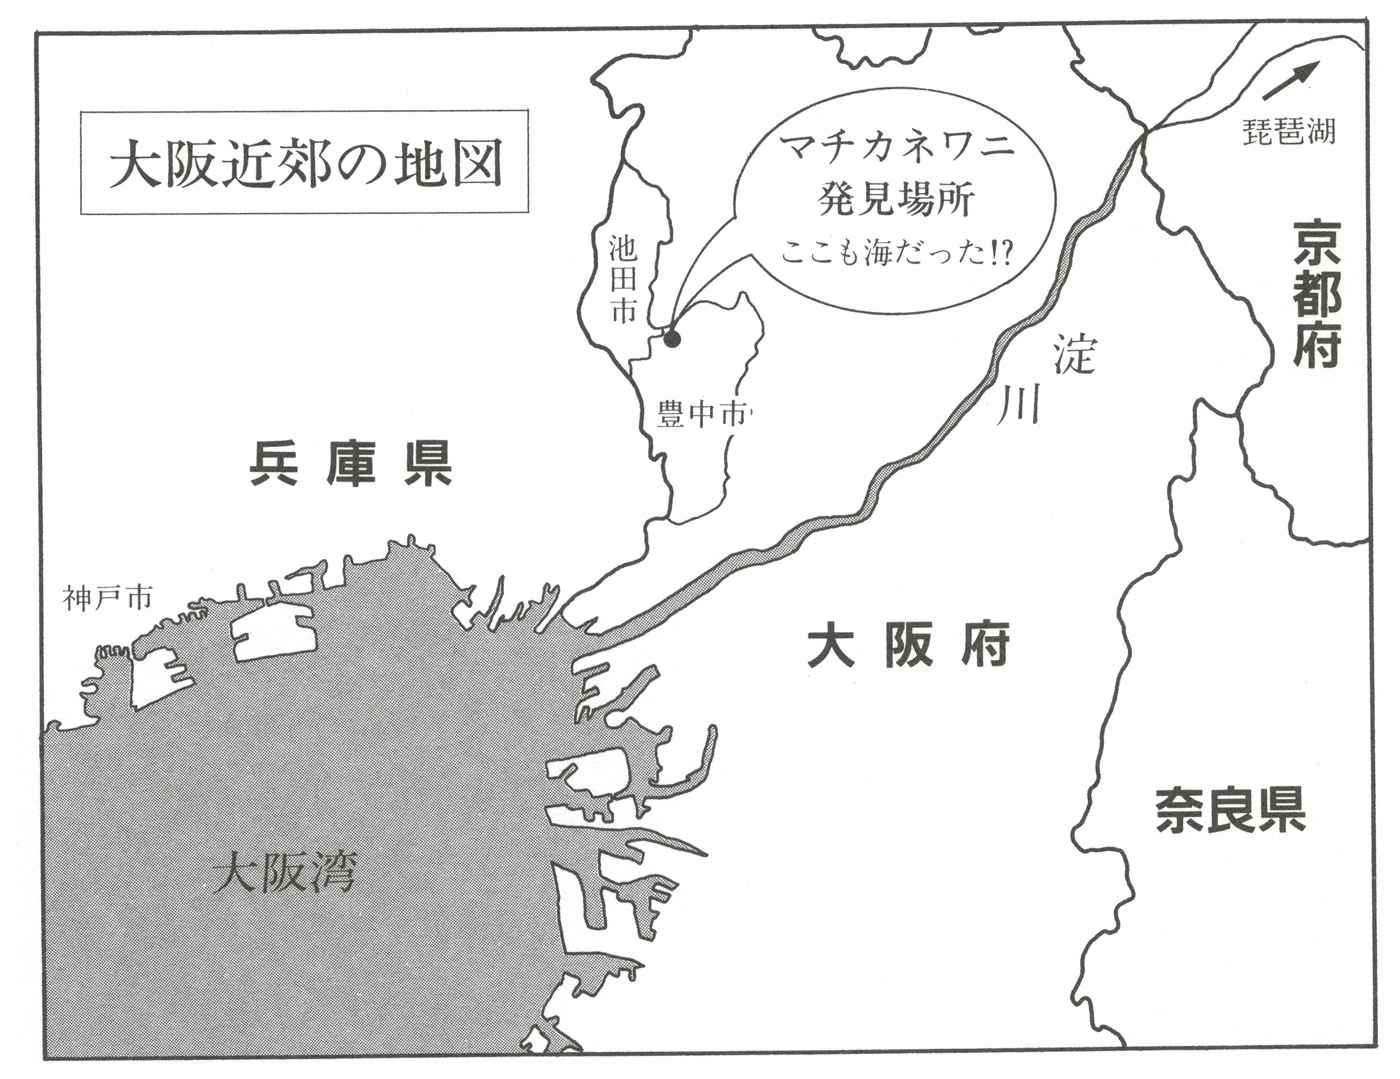 大阪近郊の地図
マチカネワニ
発見場所
ここも海だった!?
琵琶湖
京都府
池田市
淀川
豊中市
兵庫県
神戸市
大阪府
奈良県
大阪湾